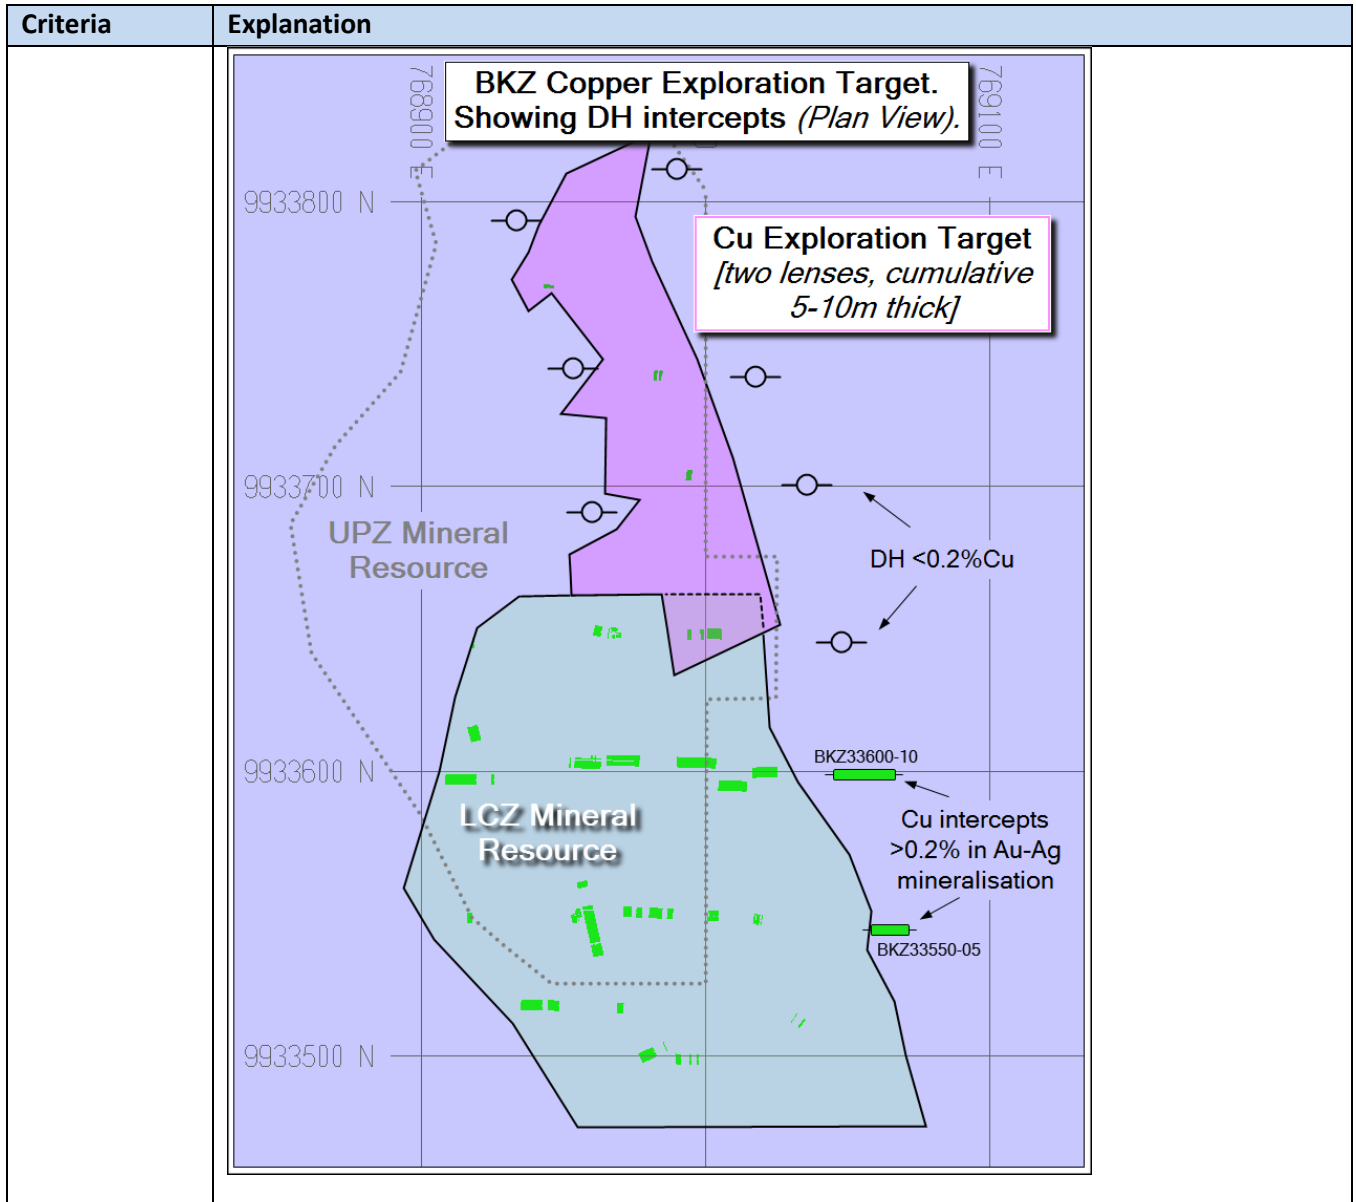 Criteria
Explanation
768900 E
BKZ Copper Exploration Target.
Showing DH intercepts (Plan View).
769100 E
9933800 N
Cu Exploration Target
[two lenses, cumulative
5-10m thick]
9933700 N
UPZ Mineral
Resource
DH <0.2%Cu
BKZ33600-10
9933600 N
LCZ Mineral
Resource
Cu intercepts
>0.2% in Au-Ag
mineralisation
BKZ33550-05
9933500 N